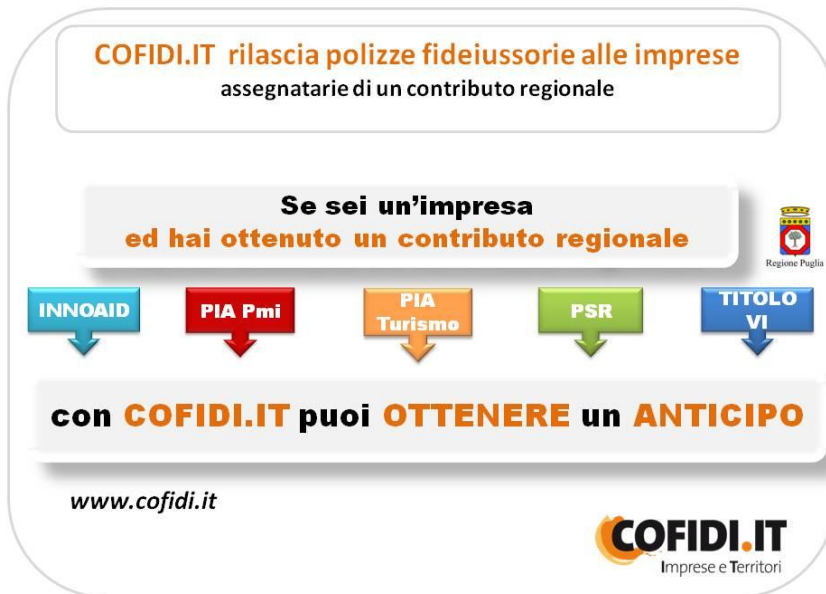 COFIDI.IT rilascia polizze fideiussorie alle imprese
assegnatarie di un contributo regionale
Se sei un'impresa
ed hai ottenuto un contributo regionale
Regione Puglia
INNOAID
PIA Pmi
PIA
Turismo
PSR
TITOLO
VI
con COFIDI.IT puoi OTTENERE un ANTICIPO
www.cofidi.it
COFIDI.IT
Imprese e Territori